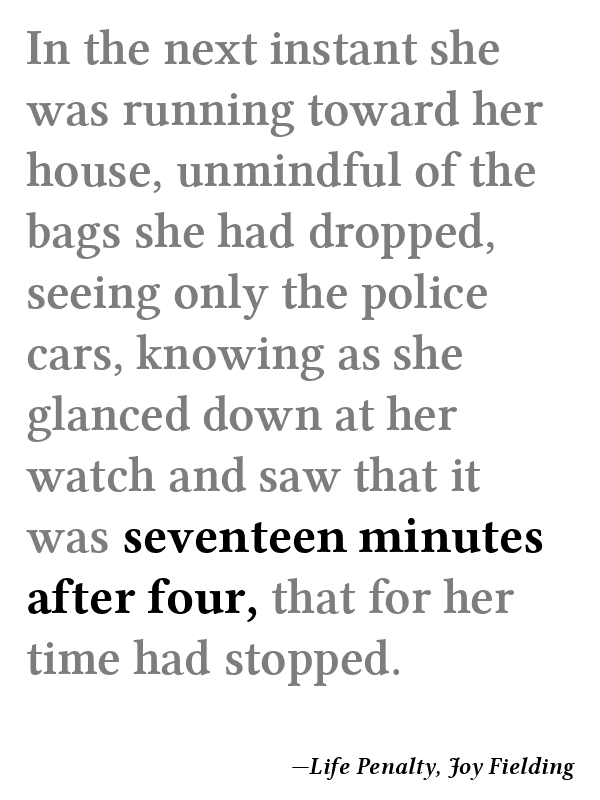 In the next instant she
was running toward her
house, unmindful of the
bags she had dropped,
seeing only the police
cars, knowing as she
glanced down at her
watch and saw that it
was seventeen minutes
after four, that for her
time had stopped.
—Life Penalty, Joy Fielding